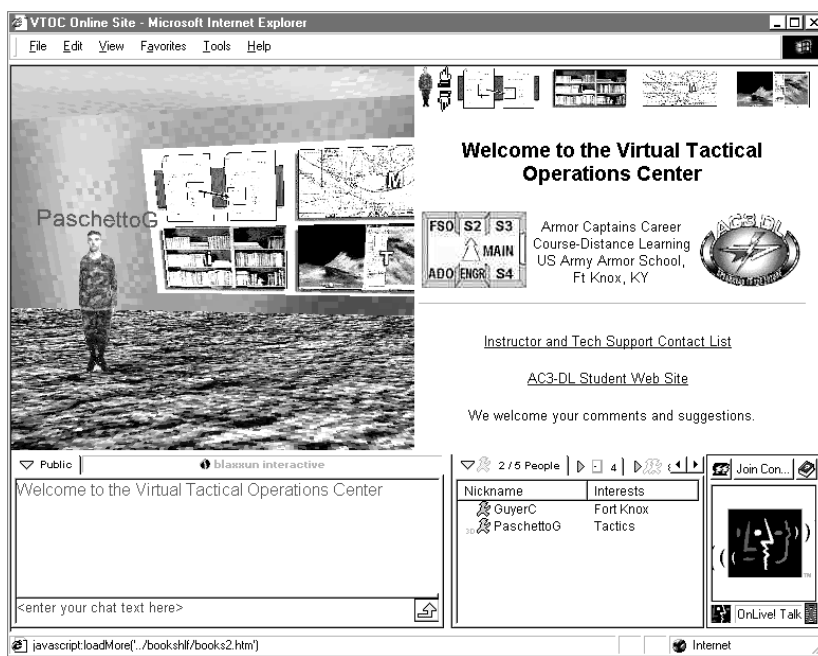 VTOC Online Site - Microsoft Internet Explorer
File Edit View Favorites Tools Help
PaschettoG
M
T
M
Welcome to the Virtual Tactical
Operations Center
FSO S2 S3
MAIN
ADO ENGR S4
Armor Captains Career
Course-Distance Learning
US Army Armor School,
Ft Knox, KY
AC3-DL
Instructor and Tech Support Contact List
AC3-DL Student Web Site
We welcome your comments and suggestions.
Public
blaxxun interactive
Welcome to the Virtual Tactical Operations Center
<enter your chat text here>
2 / 5 People 4
Nickname Interests
GuyerC Fort Knox
3D PaschettoG Tactics
Join Con...
TM
OnLive! Talk
javascript:loadMore('../bookshlf/books2.htm')
Internet